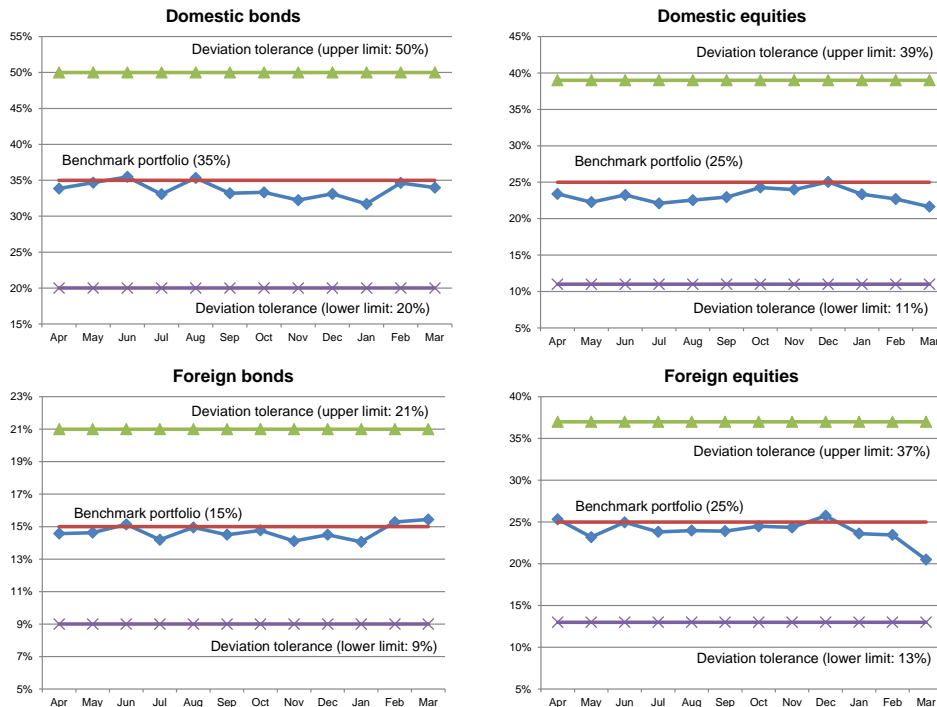 Domestic bonds
55%
50%
45%
40%
35%
30%
25%
20%
15%
Deviation tolerance (upper limit: 50%)
Benchmark portfolio (35%)
Deviation tolerance (lower limit: 20%)
Apr May Jun Jul Aug Sep Oct Nov Dec Jan Feb Mar
Domestic equities
45%
40%
35%
30%
25%
20%
15%
10%
5%
Deviation tolerance (upper limit: 39%)
Benchmark portfolio (25%)
Deviation tolerance (lower limit: 11%)
Apr May Jun Jul Aug Sep Oct Nov Dec Jan Feb Mar
Foreign bonds
23%
21%
19%
17%
15%
13%
11%
9%
7%
5%
Deviation tolerance (upper limit: 21%)
Benchmark portfolio (15%)
Deviation tolerance (lower limit: 9%)
Apr May Jun Jul Aug Sep Oct Nov Dec Jan Feb Mar
Foreign equities
40%
35%
30%
25%
20%
15%
10%
5%
Deviation tolerance (upper limit: 37%)
Benchmark portfolio (25%)
Deviation tolerance (lower limit: 13%)
Apr May Jun Jul Aug Sep Oct Nov Dec Jan Feb Mar